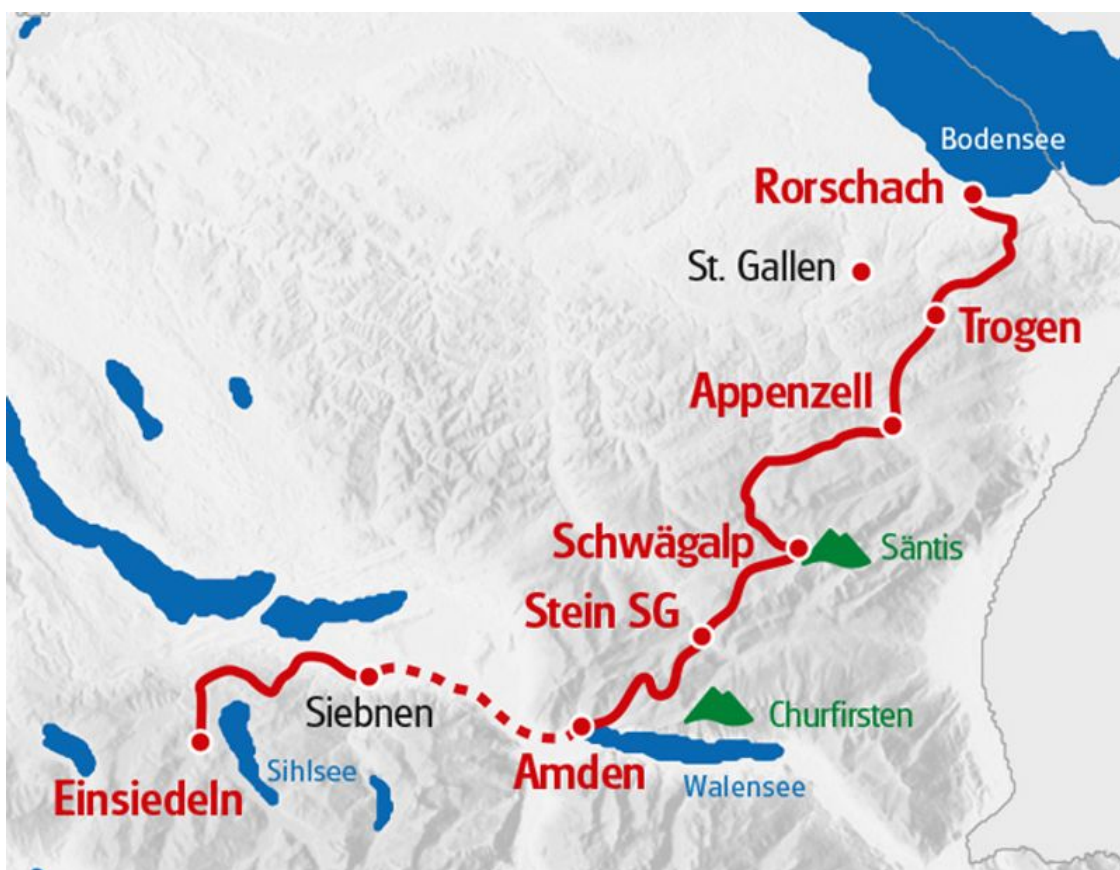 Bodensee
Rorschach
St. Gallen
Trogen
Appenzell
Schwägalp
Säntis
Stein SG
Siebnen
Churfirsten
Einsiedeln
Sihlsee
Amden
Walensee